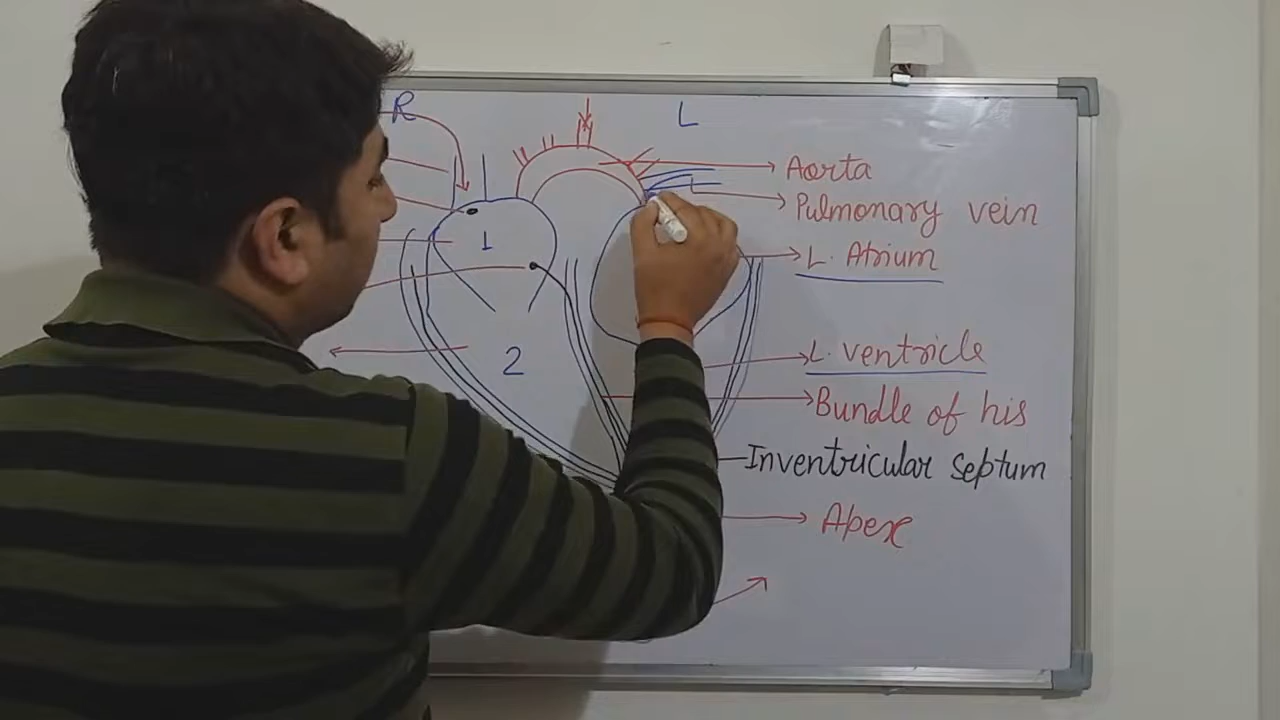 R
L
Aorta
Pulmonary vein
1
L. Atrium
2
L. ventricle
Bundle of his
Inventricular Septum
Apex